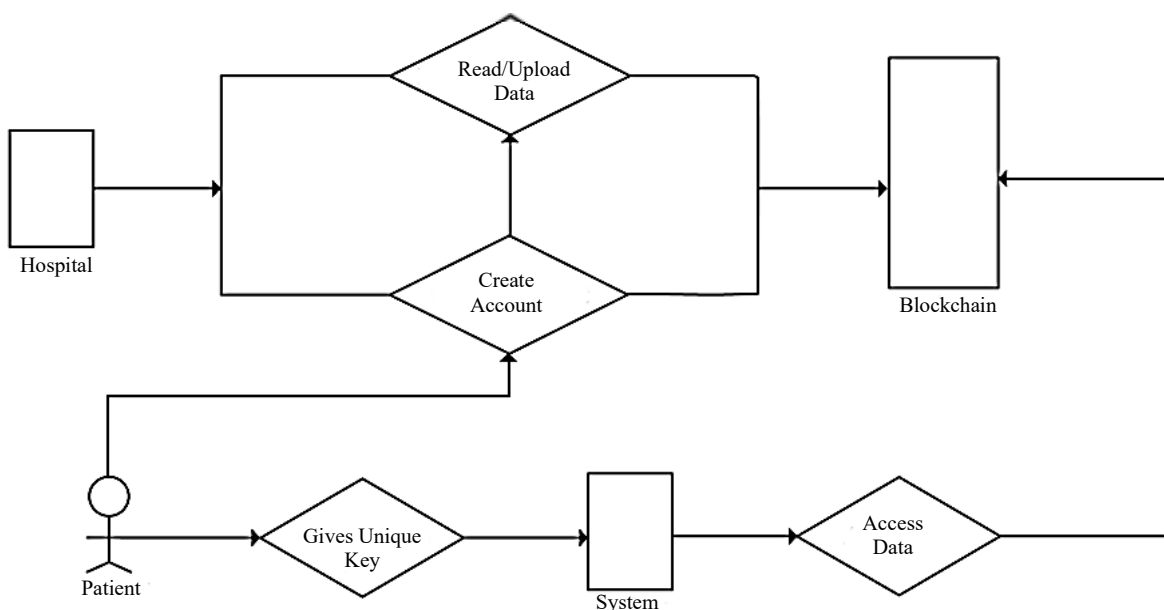 Read/Upload
Data
Hospital
Create
Account
Blockchain
Gives Unique
Key
Access
Data
Patient
System